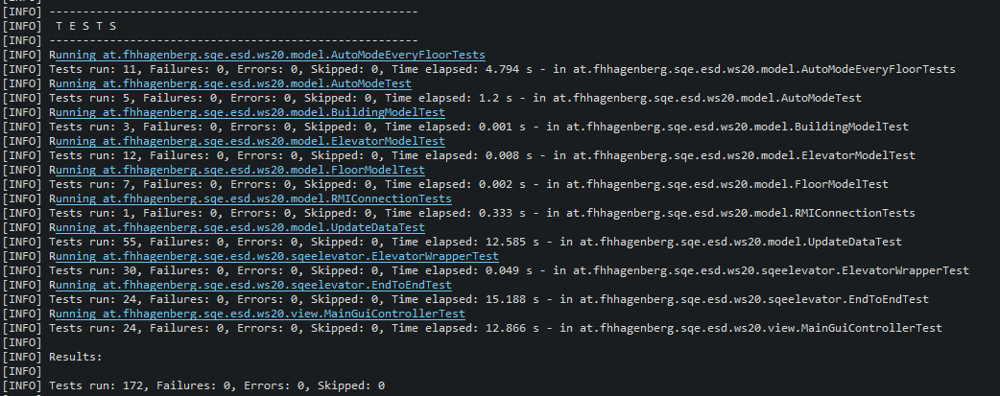 [INFO] ------------------------------------------------------
[INFO]  T E S T S
[INFO] ------------------------------------------------------
[INFO] Running at.fhhagenberg.sqe.esd.ws20.model.AutoModeEveryFloorTests
[INFO] Tests run: 11, Failures: 0, Errors: 0, Skipped: 0, Time elapsed: 4.794 s - in at.fhhagenberg.sqe.esd.ws20.model.AutoModeEveryFloorTests
[INFO] Running at.fhhagenberg.sqe.esd.ws20.model.AutoModeTest
[INFO] Tests run: 5, Failures: 0, Errors: 0, Skipped: 0, Time elapsed: 1.2 s - in at.fhhagenberg.sqe.esd.ws20.model.AutoModeTest
[INFO] Running at.fhhagenberg.sqe.esd.ws20.model.BuildingModelTest
[INFO] Tests run: 3, Failures: 0, Errors: 0, Skipped: 0, Time elapsed: 0.001 s - in at.fhhagenberg.sqe.esd.ws20.model.BuildingModelTest
[INFO] Running at.fhhagenberg.sqe.esd.ws20.model.ElevatorModelTest
[INFO] Tests run: 12, Failures: 0, Errors: 0, Skipped: 0, Time elapsed: 0.008 s - in at.fhhagenberg.sqe.esd.ws20.model.ElevatorModelTest
[INFO] Running at.fhhagenberg.sqe.esd.ws20.model.FloorModelTest
[INFO] Tests run: 7, Failures: 0, Errors: 0, Skipped: 0, Time elapsed: 0.002 s - in at.fhhagenberg.sqe.esd.ws20.model.FloorModelTest
[INFO] Running at.fhhagenberg.sqe.esd.ws20.model.RMIConnectionTests
[INFO] Tests run: 1, Failures: 0, Errors: 0, Skipped: 0, Time elapsed: 0.333 s - in at.fhhagenberg.sqe.esd.ws20.model.RMIConnectionTests
[INFO] Running at.fhhagenberg.sqe.esd.ws20.model.UpdateDataTest
[INFO] Tests run: 55, Failures: 0, Errors: 0, Skipped: 0, Time elapsed: 12.585 s - in at.fhhagenberg.sqe.esd.ws20.model.UpdateDataTest
[INFO] Running at.fhhagenberg.sqe.esd.ws20.sqeelevator.ElevatorWrapperTest
[INFO] Tests run: 30, Failures: 0, Errors: 0, Skipped: 0, Time elapsed: 0.049 s - in at.fhhagenberg.sqe.esd.ws20.sqeelevator.ElevatorWrapperTest
[INFO] Running at.fhhagenberg.sqe.esd.ws20.sqeelevator.EndToEndTest
[INFO] Tests run: 24, Failures: 0, Errors: 0, Skipped: 0, Time elapsed: 15.188 s - in at.fhhagenberg.sqe.esd.ws20.sqeelevator.EndToEndTest
[INFO] Running at.fhhagenberg.sqe.esd.ws20.view.MainGuiControllerTest
[INFO] Tests run: 24, Failures: 0, Errors: 0, Skipped: 0, Time elapsed: 12.866 s - in at.fhhagenberg.sqe.esd.ws20.view.MainGuiControllerTest
[INFO]
[INFO] Results:
[INFO]
[INFO] Tests run: 172, Failures: 0, Errors: 0, Skipped: 0